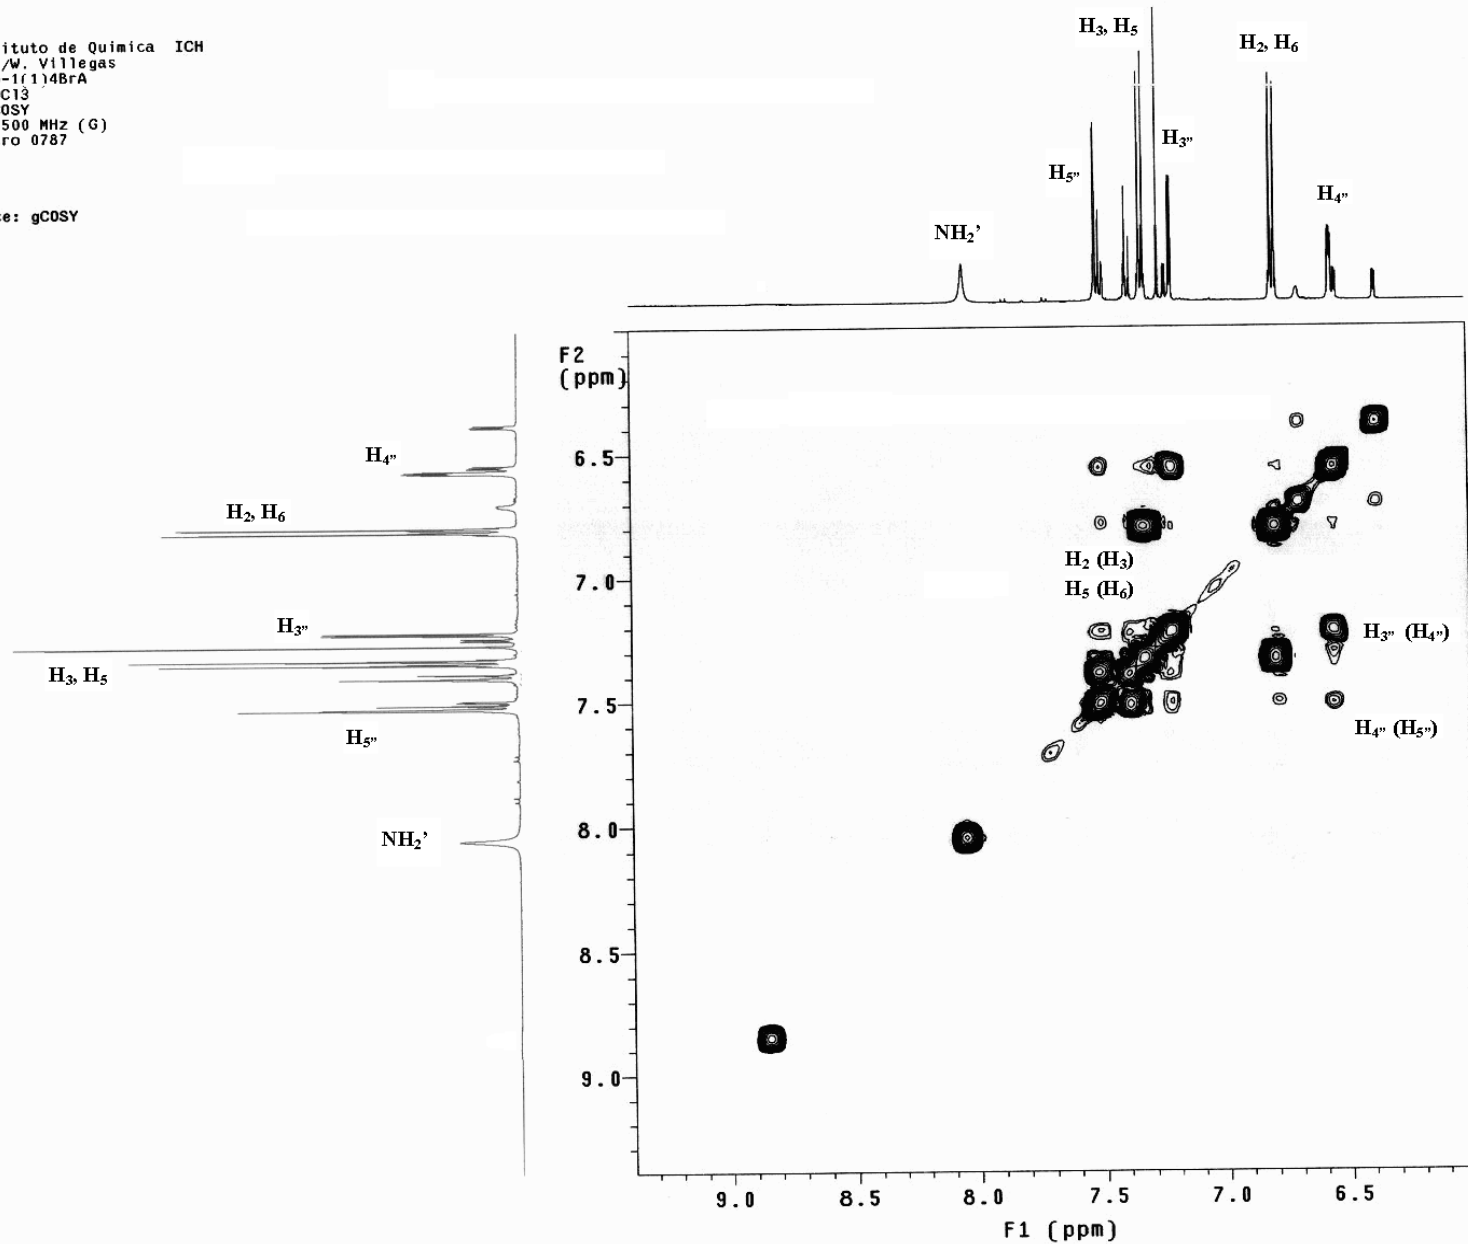 ituto de Quimica ICH
/W. Villegas
-1(1)4BrA
Cl3
OSY
500 MHz (G)
ro 0787
e: gCOSY
H3, H5
H2, H6
H3”
H5”
H4”
NH2’
F2
(ppm)
6.5
7.0
7.5
8.0
8.5
9.0
H4”
H2, H6
H3”
H3, H5
H5”
NH2’
H2 (H3)
H5 (H6)
H3” (H4”)
H4” (H5”)
9.0 8.5 8.0 7.5 7.0 6.5
F1 (ppm)